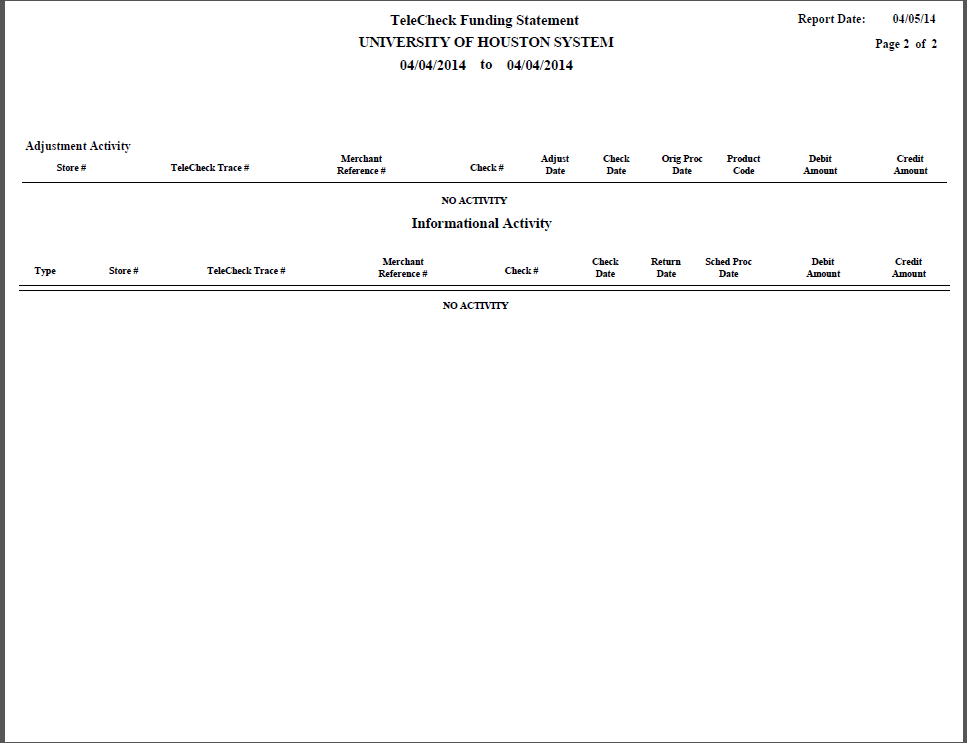 TeleCheck Funding Statement
Report Date: 04/05/14
UNIVERSITY OF HOUSTON SYSTEM
Page 2 of 2
04/04/2014 to 04/04/2014
Adjustment Activity
Store # TeleCheck Trace # Merchant Reference # Check # Adjust Date Check Date Orig Proc Date Product Code Debit Amount Credit Amount
NO ACTIVITY
Informational Activity
Type Store # TeleCheck Trace # Merchant Reference # Check # Check Date Return Date Sched Proc Date Debit Amount Credit Amount
NO ACTIVITY